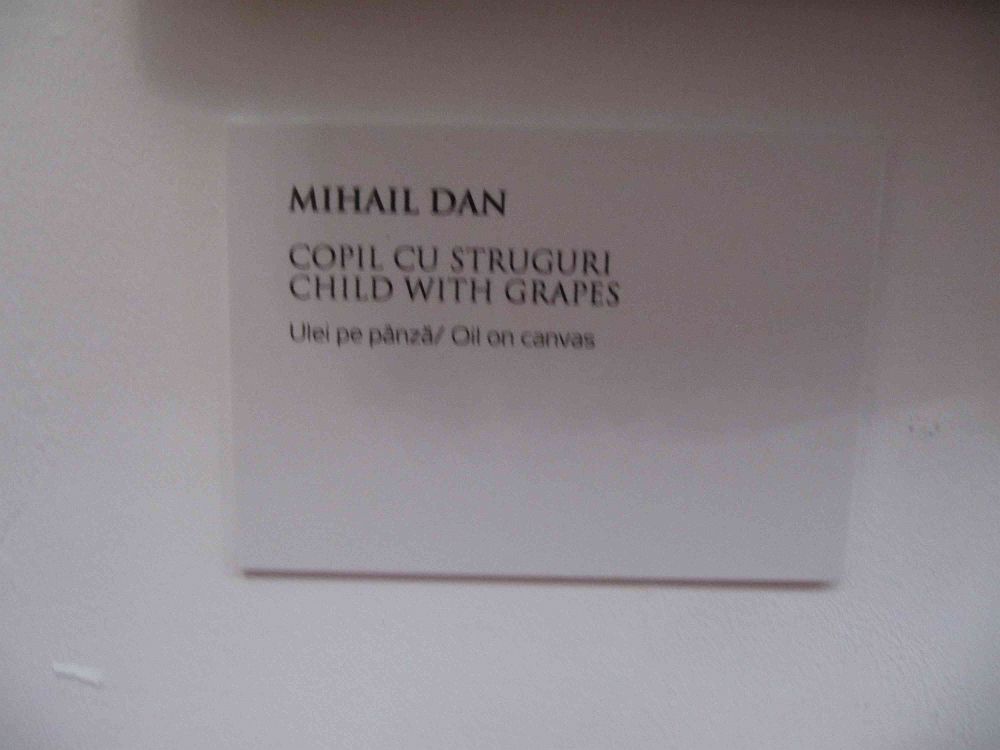 MIHAIL DAN
COPIL CU STRUGURI
CHILD WITH GRAPES
Ulei pe pânză/ Oil on canvas